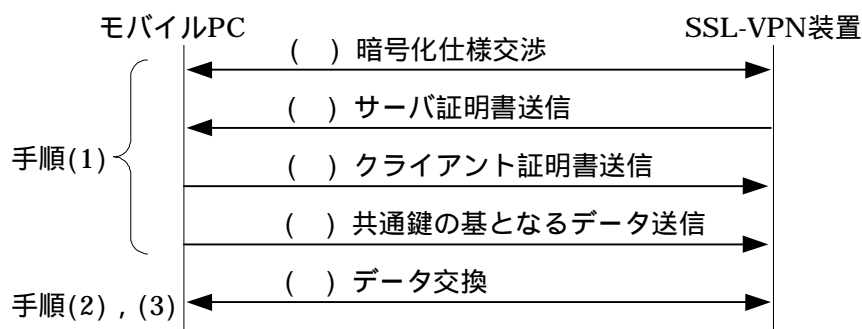 モバイルPC
SSL-VPN装置
( ) 暗号化仕様交渉
( ) サーバ証明書送信
手順(1)
( ) クライアント証明書送信
( ) 共通鍵の基となるデータ送信
( ) データ交換
手順(2) , (3)